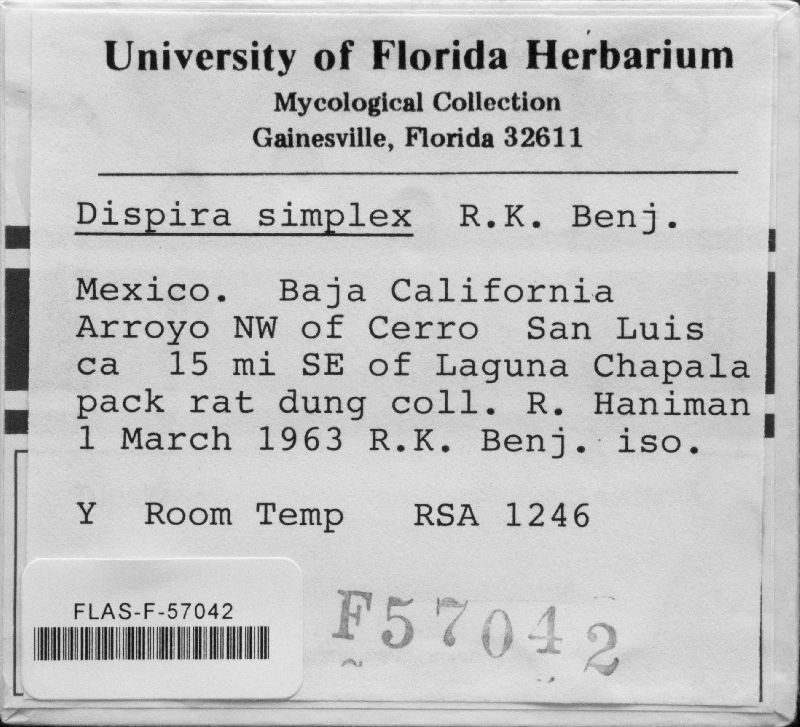 University of Florida Herbarium
Mycological Collection
Gainesville, Florida 32611
Dispira simplex R.K. Benj.
Mexico. Baja California
Arroyo NW of Cerro San Luis
ca 15 mi SE of Laguna Chapala
pack rat dung coll. R. Haniman
1 March 1963 R.K. Benj. iso.
Y Room Temp RSA 1246
FLAS-F-57042
F57042